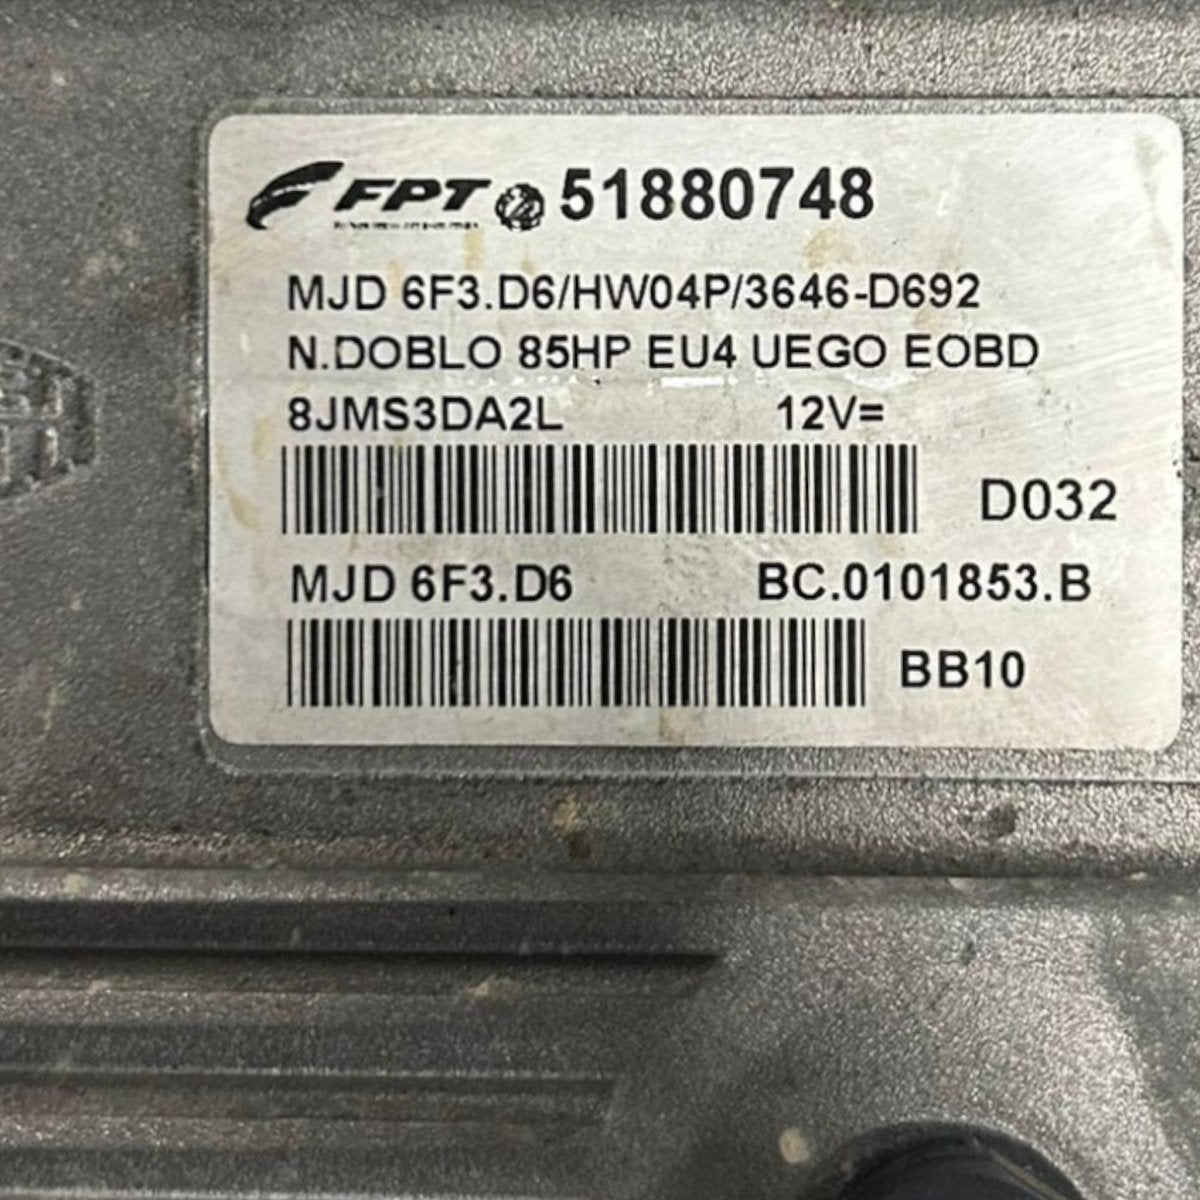 FPT 51880748
MJD 6F3.D6/HW04P/3646-D692
N.DOBLO 85HP EU4 UEGO EOBD
8JMS3DA2L 12V=
D032
MJD 6F3.D6 BC.0101853.B
BB10